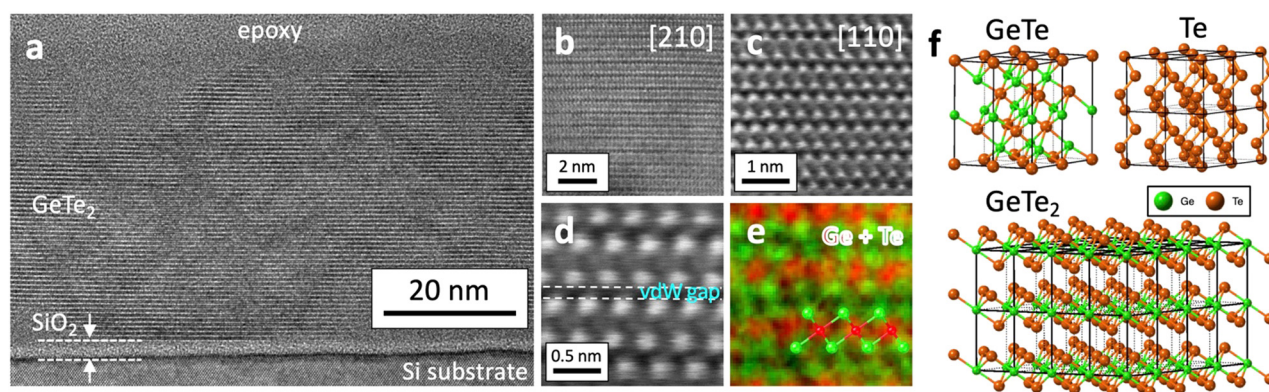 a
epoxy
GeTe₂
20 nm
SiO₂
Si substrate
b
[210]
2 nm
c
[110]
1 nm
d
vdW gap
0.5 nm
e
Ge + Te
f
GeTe
Te
GeTe₂
Ge
Te